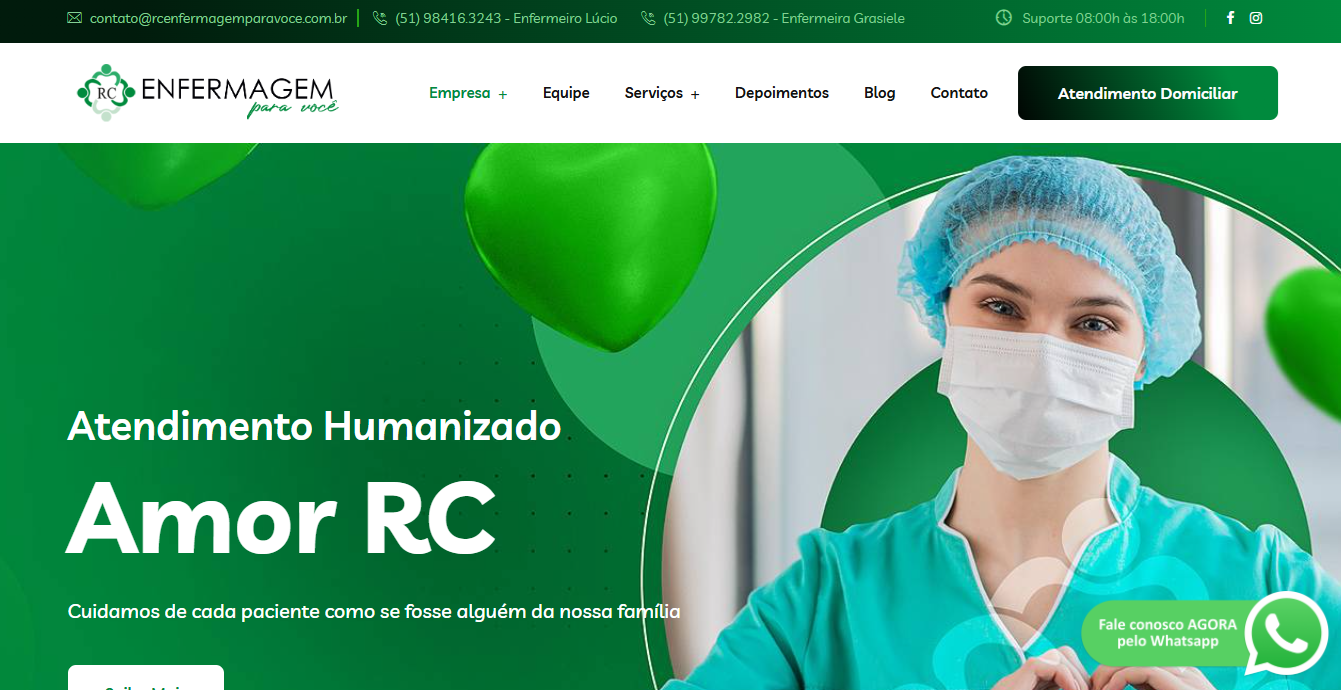 contato@rcenfermagemparavoce.com.br
(51) 98416.3243 - Enfermeiro Lúcio
(51) 99782.2982 - Enfermeira Grasiele
Suporte 08:00h às 18:00h
RC ENFERMAGEM
para você
Empresa + Equipe Serviços + Depoimentos Blog Contato
Atendimento Domiciliar
Atendimento Humanizado
Amor RC
Cuidamos de cada paciente como se fosse alguém da nossa família
Fale conosco AGORA
pelo Whatsapp